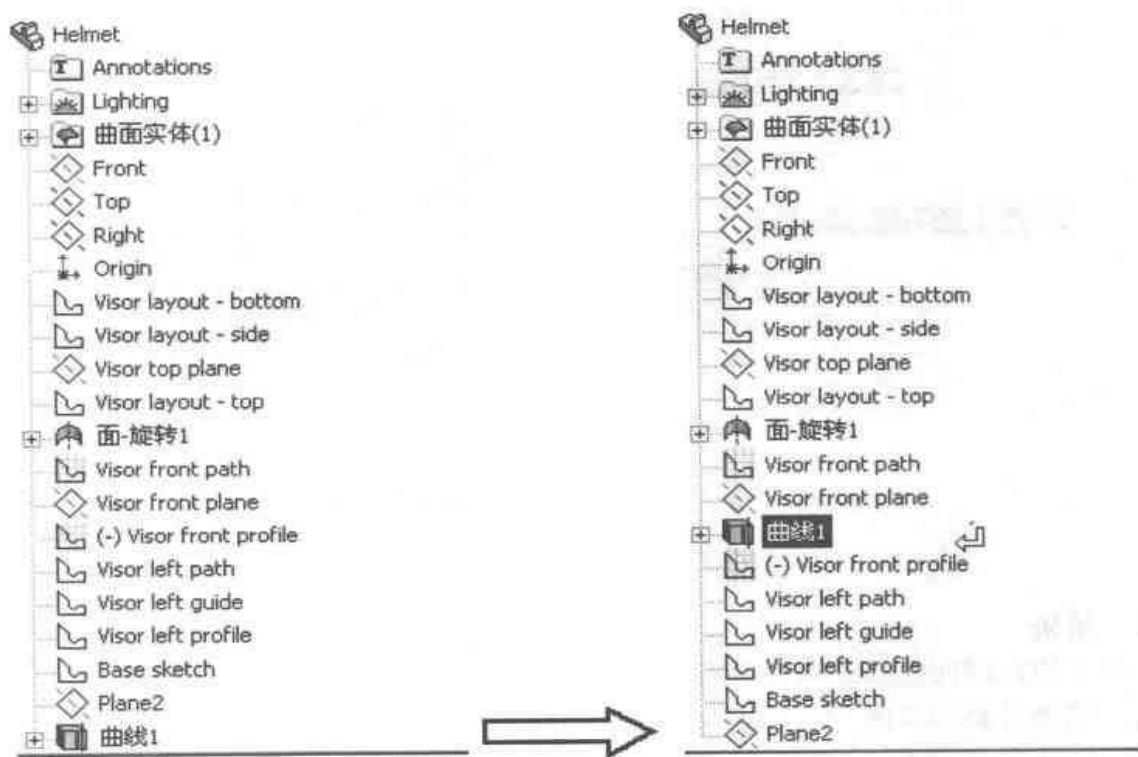 Helmet
Annotations
Lighting
曲面实体(1)
Front
Top
Right
Origin
Visor layout - bottom
Visor layout - side
Visor top plane
Visor layout - top
面-旋转1
Visor front path
Visor front plane
(-) Visor front profile
Visor left path
Visor left guide
Visor left profile
Base sketch
Plane2
曲线1
Helmet
Annotations
Lighting
曲面实体(1)
Front
Top
Right
Origin
Visor layout - bottom
Visor layout - side
Visor top plane
Visor layout - top
面-旋转1
Visor front path
Visor front plane
曲线1
(-) Visor front profile
Visor left path
Visor left guide
Visor left profile
Base sketch
Plane2